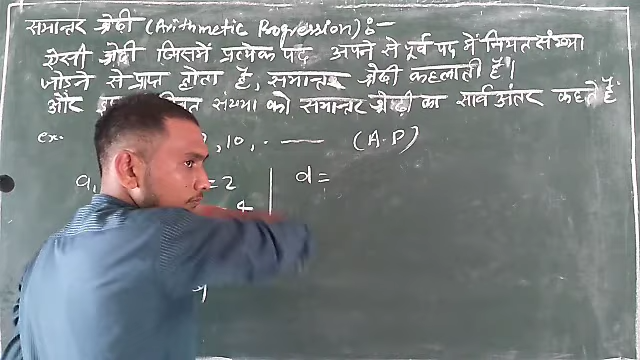 समान्तर श्रेढ़ी (Arithmetic Progression) :-
ऐसी श्रेढ़ी जिसमें प्रत्येक पद अपने से पूर्व पद में नियत संख्या
जोड़ने से प्राप्त होता है, समान्तर श्रेढ़ी कहलाती है।
और नियत संख्या को समान्तर श्रेढ़ी का सार्व अंतर कहते हैं
ex. , 10, . —— (A.P)
a, = 2 d =
4